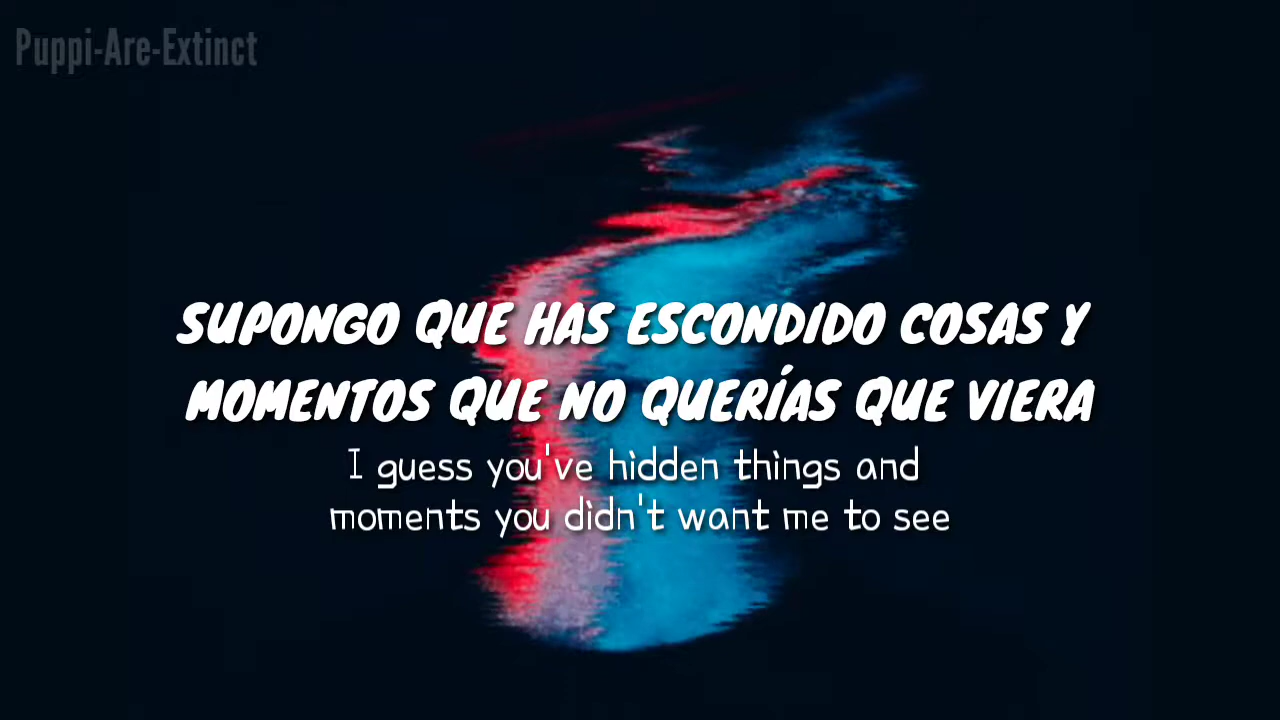 Puppi-Are-Extinct
SUPONGO QUE HAS ESCONDIDO COSAS Y
MOMENTOS QUE NO QUERÍAS QUE VIERA
I guess you've hidden things and
moments you didn't want me to see